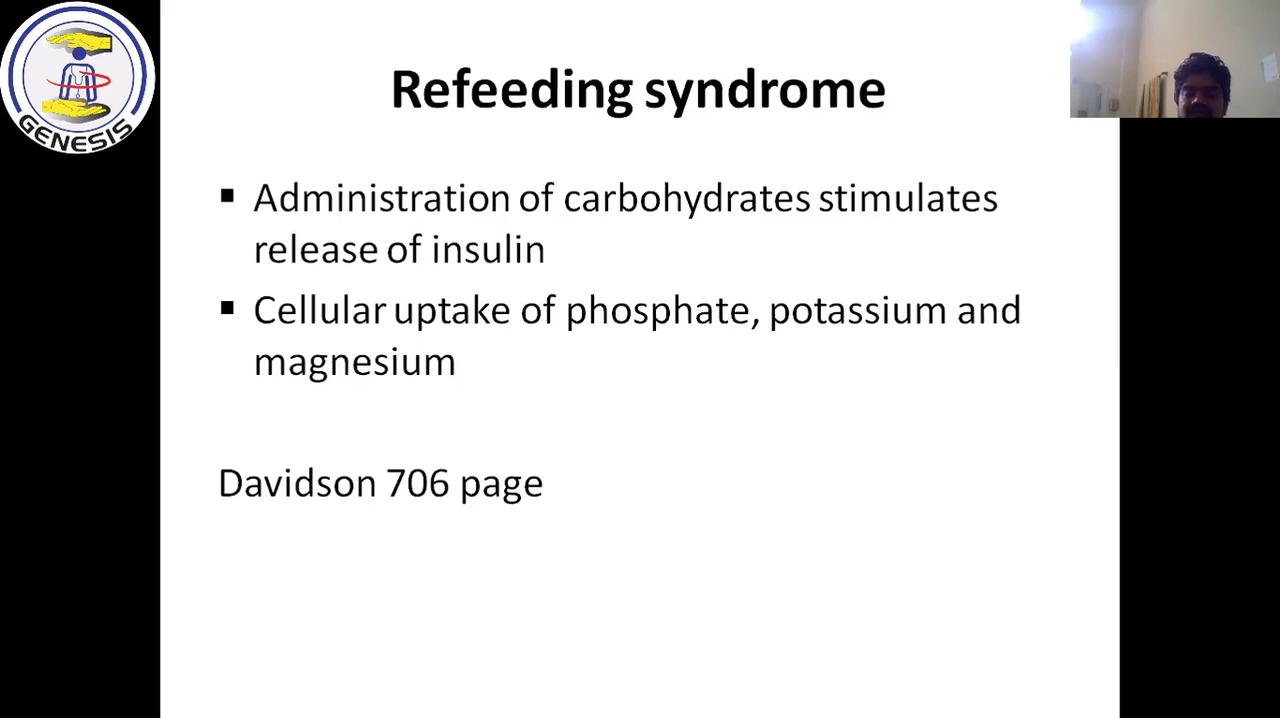 GENESIS
Refeeding syndrome
▪ Administration of carbohydrates stimulates
release of insulin
▪ Cellular uptake of phosphate, potassium and
magnesium
Davidson 706 page